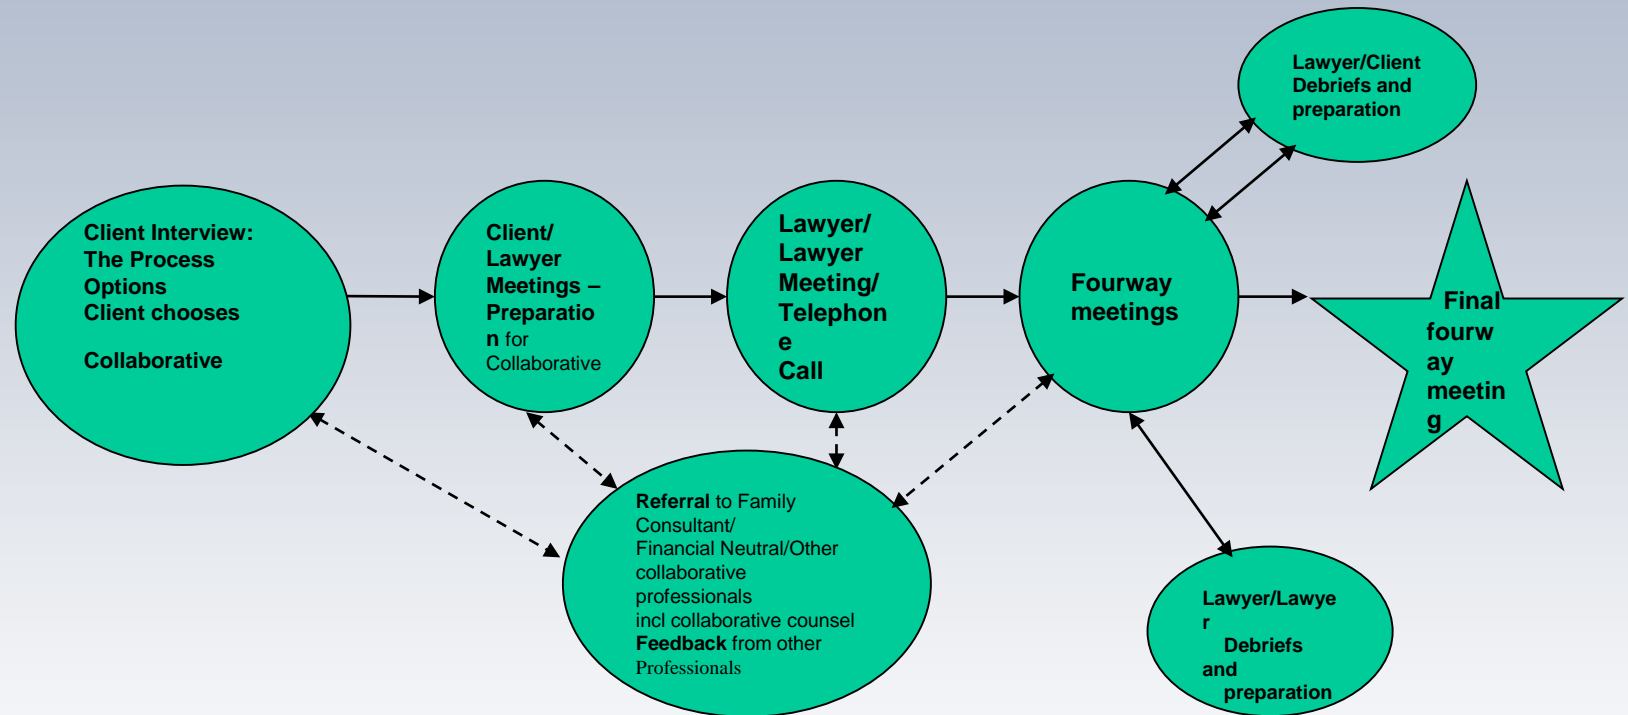 Client Interview:
The Process
Options
Client chooses
Collaborative
Client/
Lawyer
Meetings –
Preparatio
n for
Collaborative
Lawyer/
Lawyer
Meeting/
Telephon
e
Call
Fourway
meetings
Lawyer/Client
Debriefs and
preparation
Final
fourw
ay
meetin
g
Referral to Family
Consultant/
Financial Neutral/Other
collaborative
professionals
incl collaborative counsel
Feedback from other
Professionals
Lawyer/Lawye
r
Debriefs
and
preparation